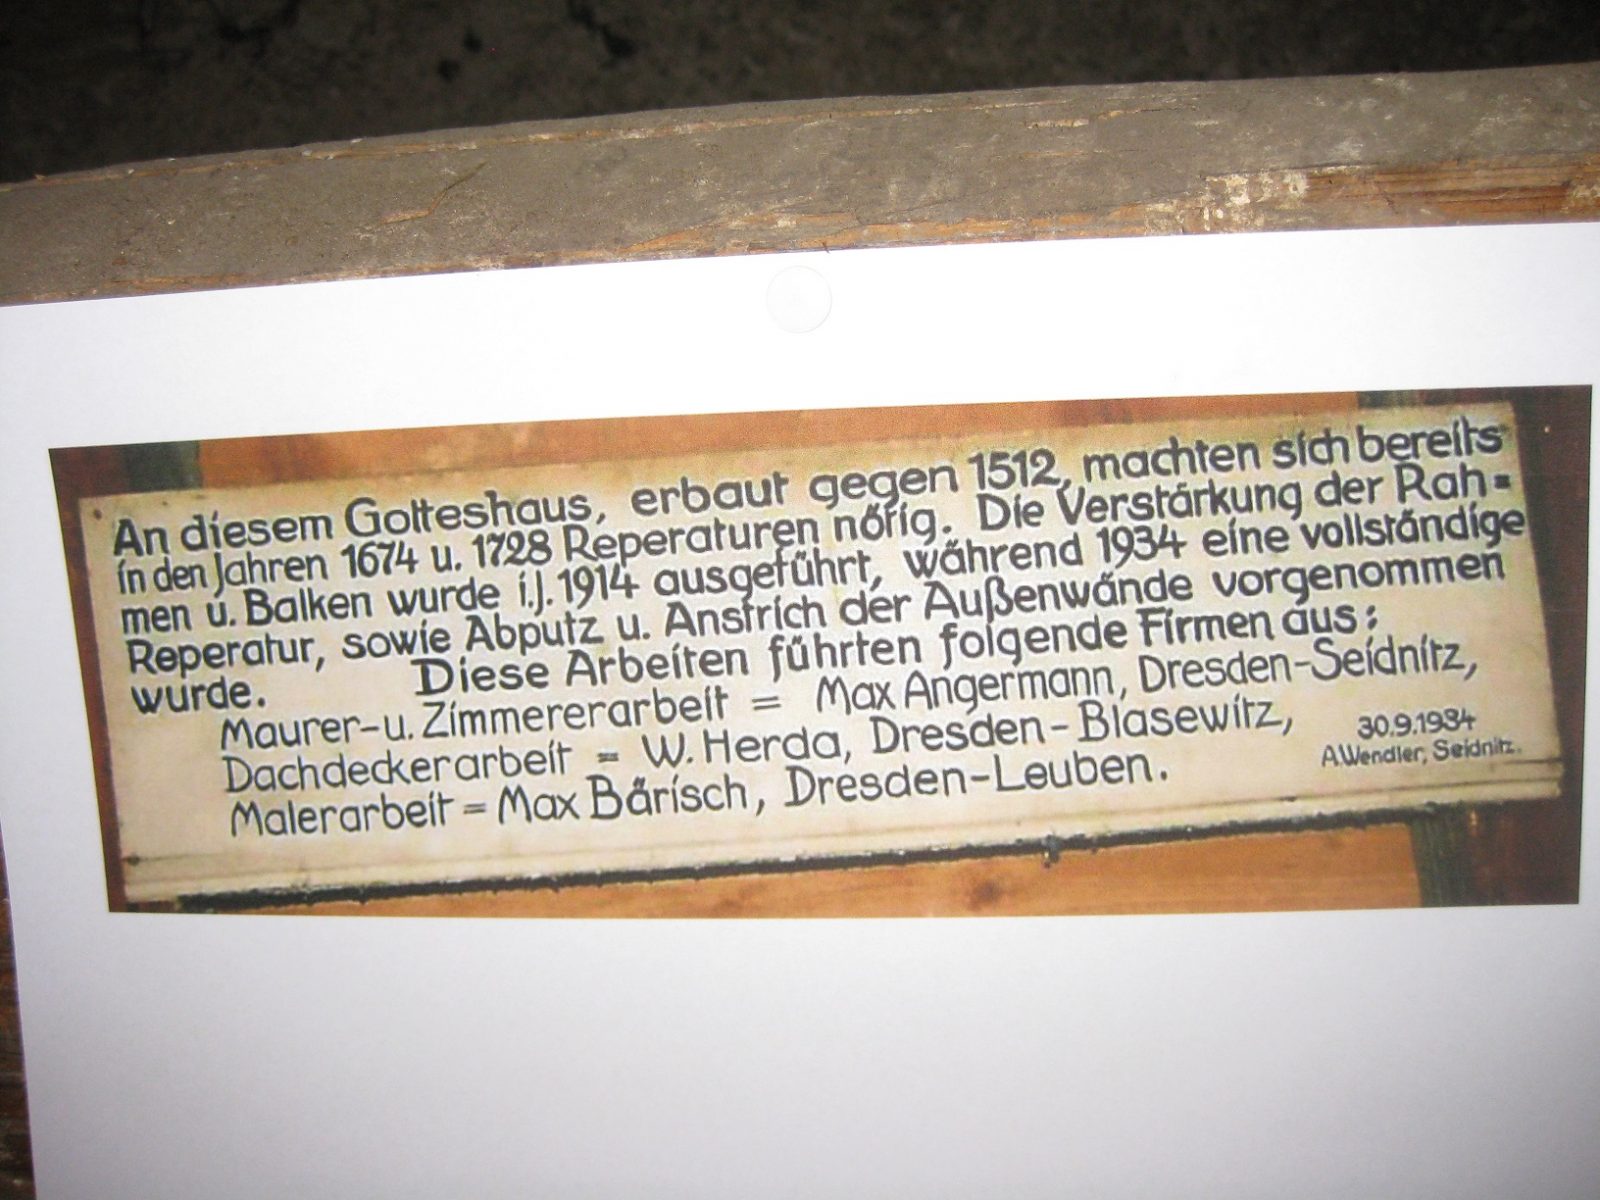 An diesem Gotteshaus, erbaut gegen 1512, machten sich bereits
in den Jahren 1674 u. 1728 Reperaturen nötig. Die Verstärkung der Rah=
men u. Balken wurde i.J. 1914 ausgeführt, während 1934 eine vollständige
Reperatur, sowie Abputz u. Anstrich der Außenwände vorgenommen
wurde. Diese Arbeiten führten folgende Firmen aus:
Maurer-u. Zimmererarbeit = Max Angermann, Dresden-Seidnitz,
Dachdeckerarbeit = W. Herda, Dresden-Blasewitz,
Malerarbeit = Max Bärisch, Dresden-Leuben.
30.9.1934
A.Wendler, Seidnitz.